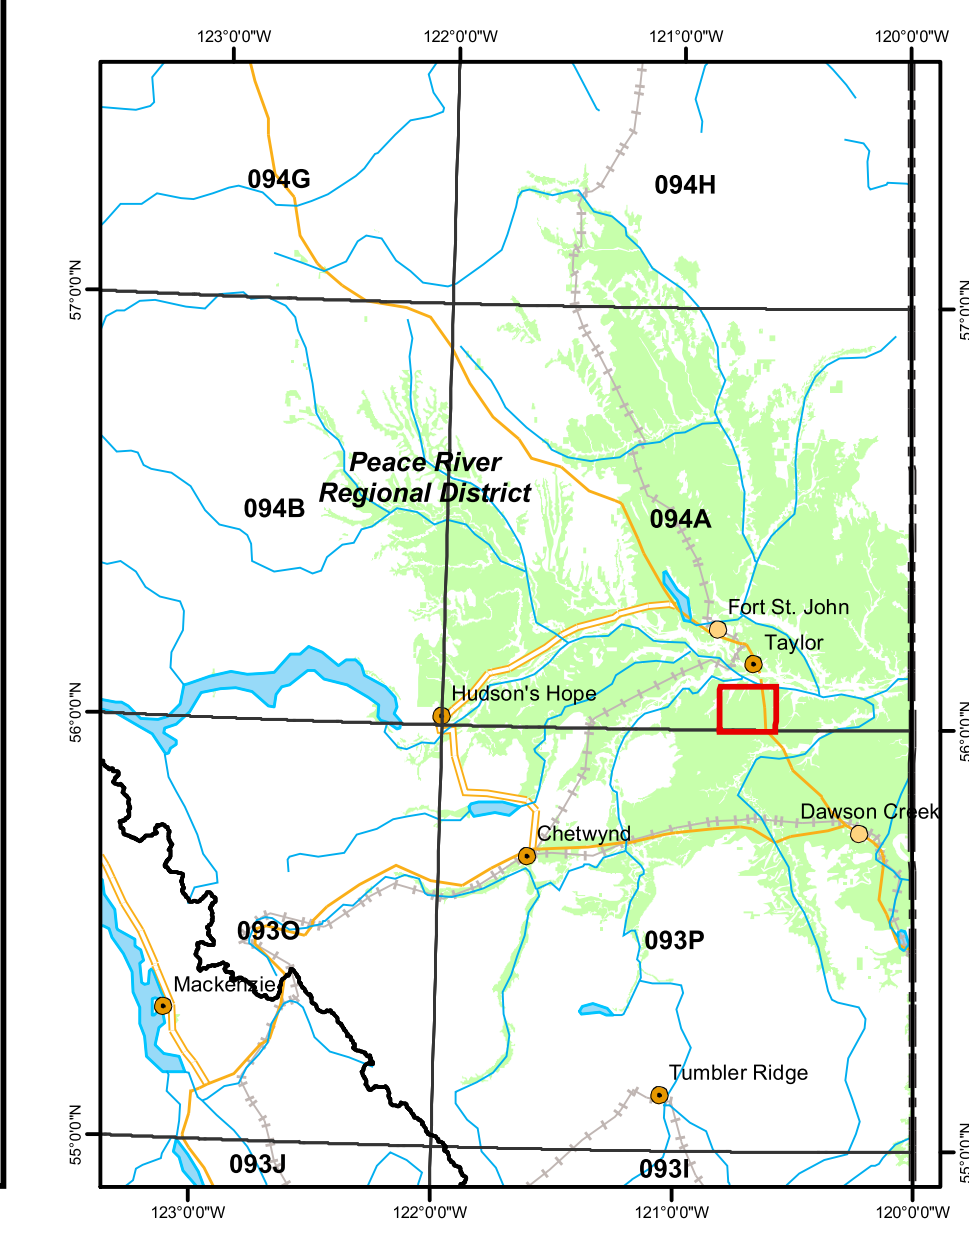 123°0'0"W 122°0'0"W 121°0'0"W 120°0'0"W
094G
094H
57°0'0"N
57°0'0"N
Peace River
Regional District
094B
094A
Fort St. John
Taylor
Hudson's Hope
56°0'0"N
56°0'0"N
Dawson Creek
Chetwynd
093O
093P
Mackenzie
Tumbler Ridge
55°0'0"N
55°0'0"N
093J
093I
123°0'0"W 122°0'0"W 121°0'0"W 120°0'0"W